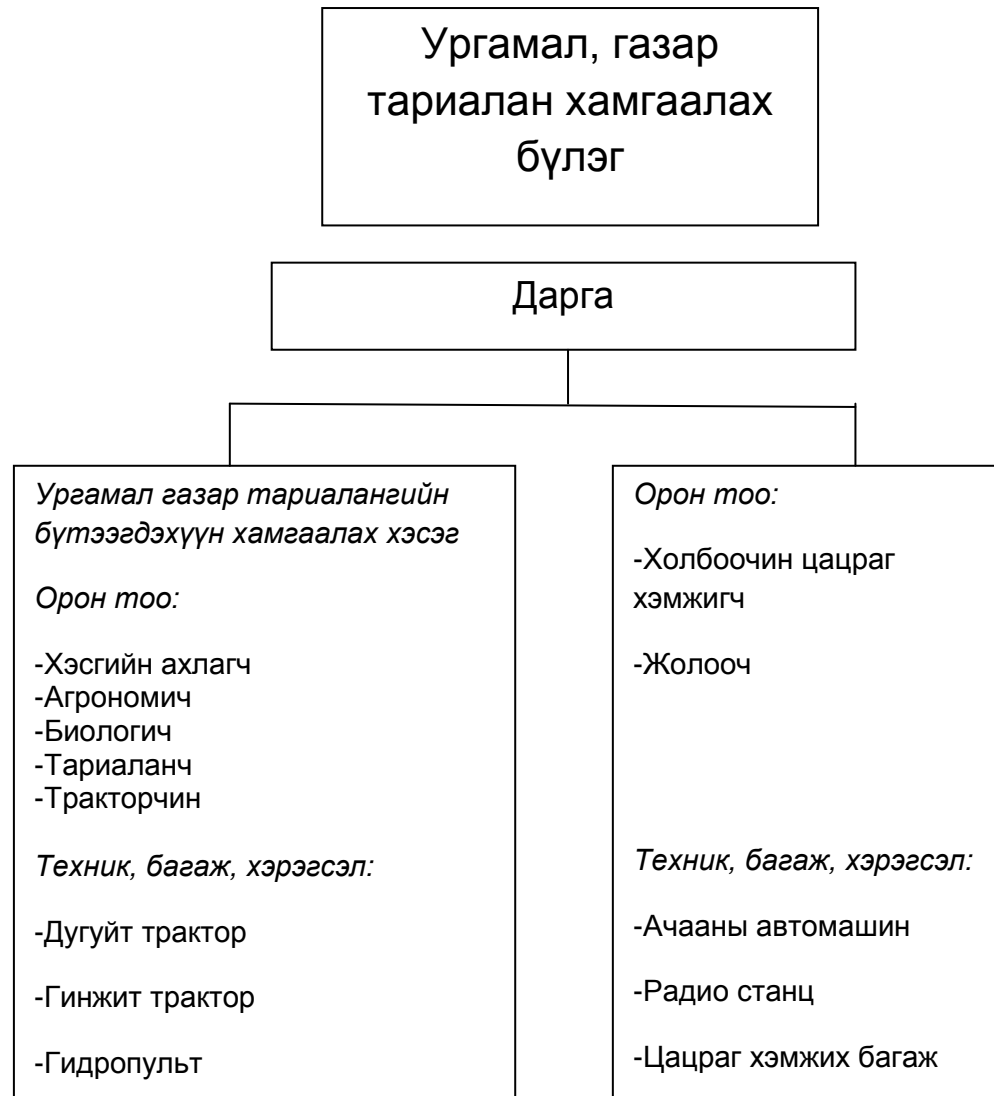 Ургамал, газар
тариалан хамгаалах
бүлэг
Дарга
Ургамал газар тариалангийн
бүтээгдэхүүн хамгаалах хэсэг
Орон тоо:
-Хэсгийн ахлагч
-Агрономич
-Биологич
-Тариаланч
-Тракторчин
Техник, багаж, хэрэгсэл:
-Дугуйт трактор
-Гинжит трактор
-Гидропульт
Орон тоо:
-Холбоочин цацраг
хэмжигч
-Жолооч
Техник, багаж, хэрэгсэл:
-Ачааны автомашин
-Радио станц
-Цацраг хэмжих багаж